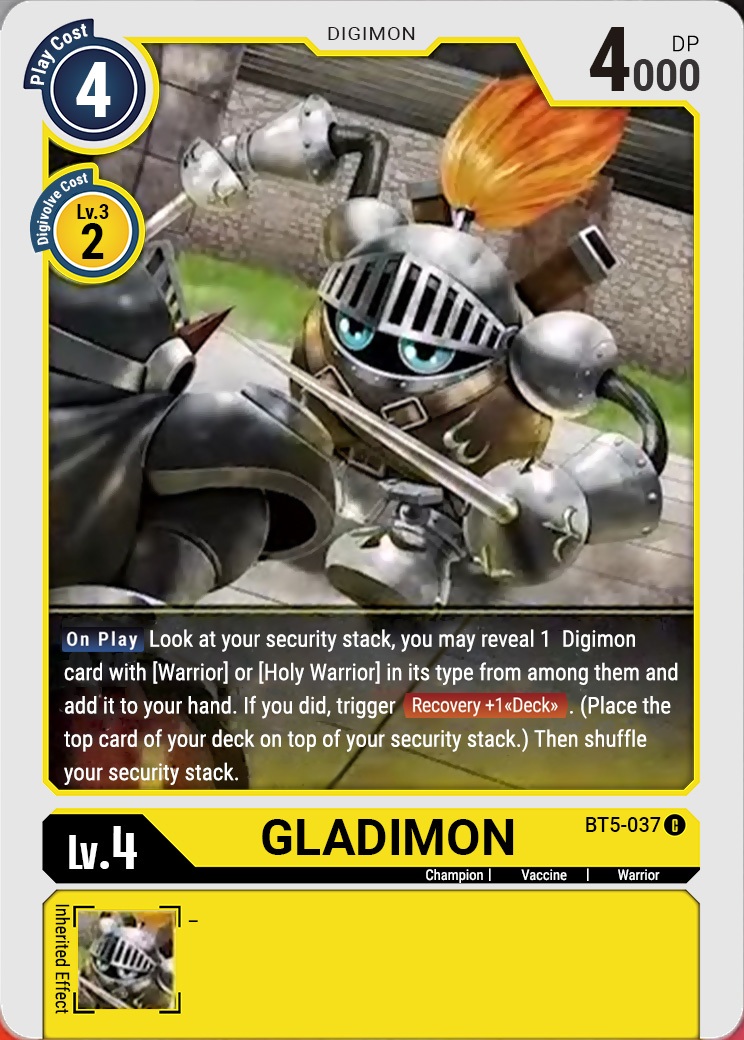 DIGIMON
Play Cost
4
DP
4000
Digivolve Cost
Lv.3
2
On Play Look at your security stack, you may reveal 1 Digimon
card with [Warrior] or [Holy Warrior] in its type from among them and
add it to your hand. If you did, trigger Recovery +1«Deck» . (Place the
top card of your deck on top of your security stack.) Then shuffle
your security stack.
Lv.4
GLADIMON
BT5-037 C
Champion | Vaccine | Warrior
Inherited Effect
–